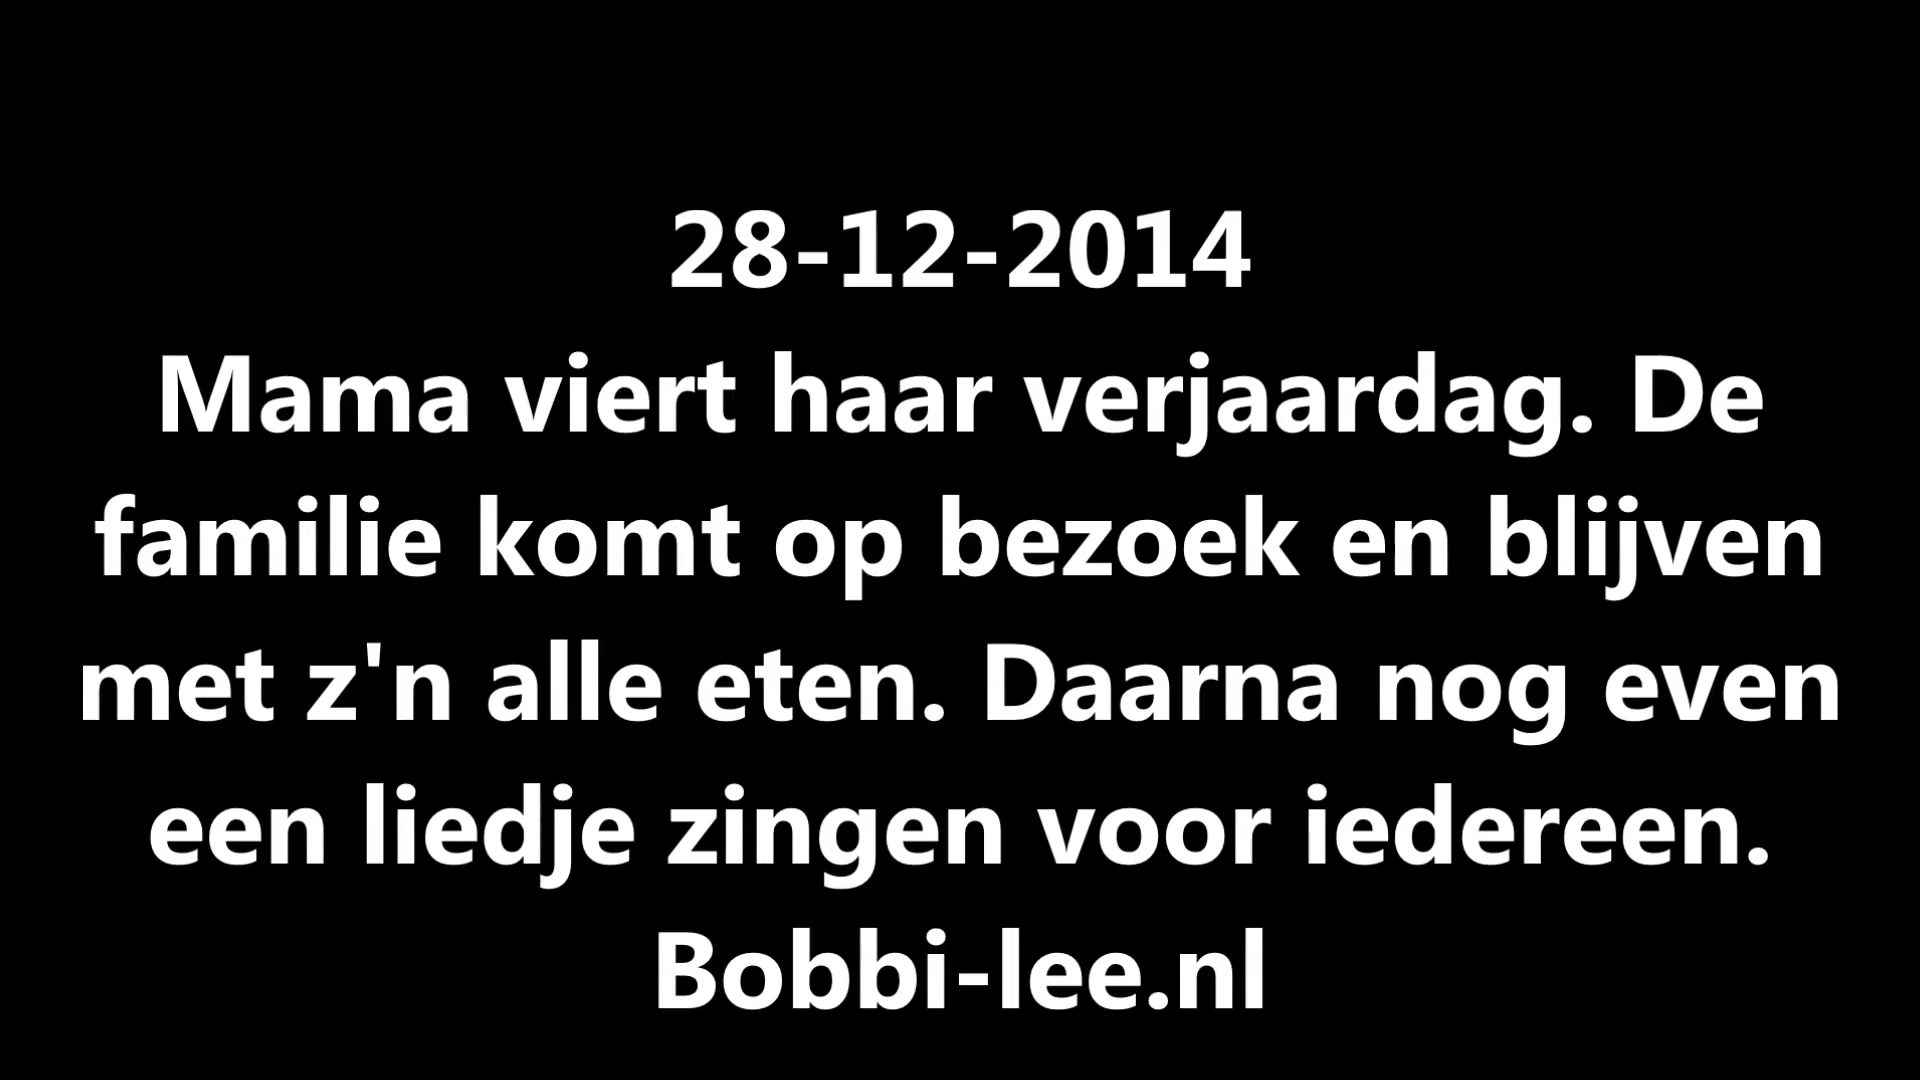 28-12-2014
Mama viert haar verjaardag. De
familie komt op bezoek en blijven
met z'n alle eten. Daarna nog even
een liedje zingen voor iedereen.
Bobbi-lee.nl